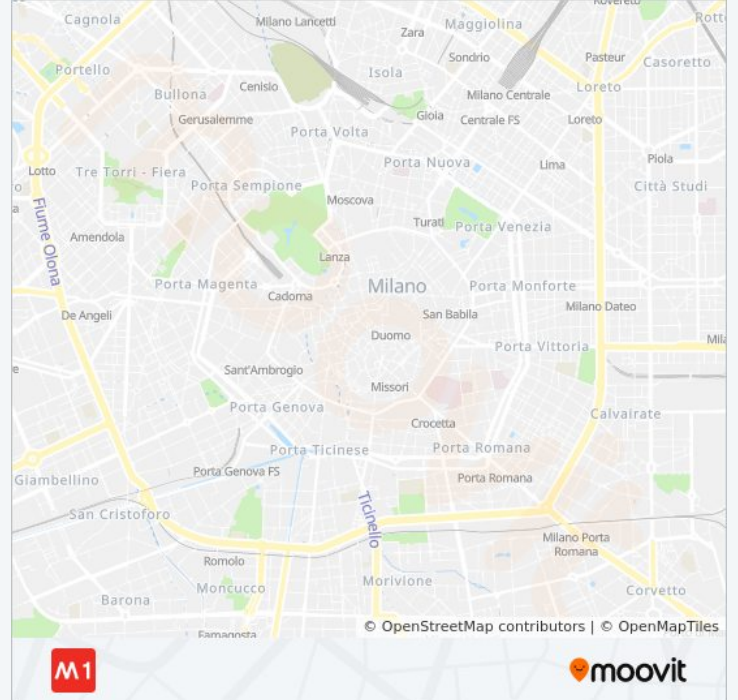 Rovereto
Cagnola
Milano Lancetti
Maggiolina
Rott
Zara
Portello
Sondrio
Pasteur
Casoretto
Isola
Cenisio
Loreto
Bullona
Milano Centrale
Gerusalemme
Gioia
Centrale FS
Loreto
Porta Volta
Porta Nuova
Lima
Piola
Lotto
Tre Torri - Fiera
Porta Sempione
Città Studi
o
Moscova
a
Turati
Porta Venezia
Fiume Olona
Amendola
Lanza
Porta Magenta
Milano
Porta Monforte
Cadorna
De Angeli
San Babila
Milano Dateo
Duomo
Mila
Porta Vittoria
e
Sant'Ambrogio
Missori
Porta Genova
Calvairate
Crocetta
Porta Ticinese
Porta Romana
Porta Genova FS
Giambellino
Porta Romana
San Cristoforo
Ticinello
Milano Porta
Romana
Romolo
Morivione
Moncucco
Corvetto
Barona
Famagosta
© OpenStreetMap contributors | © OpenMapTiles
M1
moovit